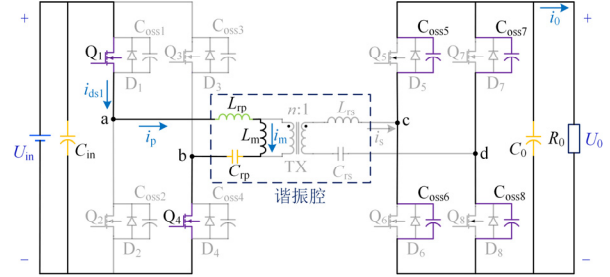 + Coss1 Coss3 i0 +
Q1 Q3 Coss5 Coss7
D1 D3 Q5 Q7
ids1 D5 D7
a Lrp n:1 Lrs c
ip Lm im is
Uin Cin b d C0 R0 U0
Crp TX Crs
谐振腔
Coss2 Coss4 Coss6 Coss8
Q2 Q4 Q6 Q8
D2 D4 D6 D8
− −